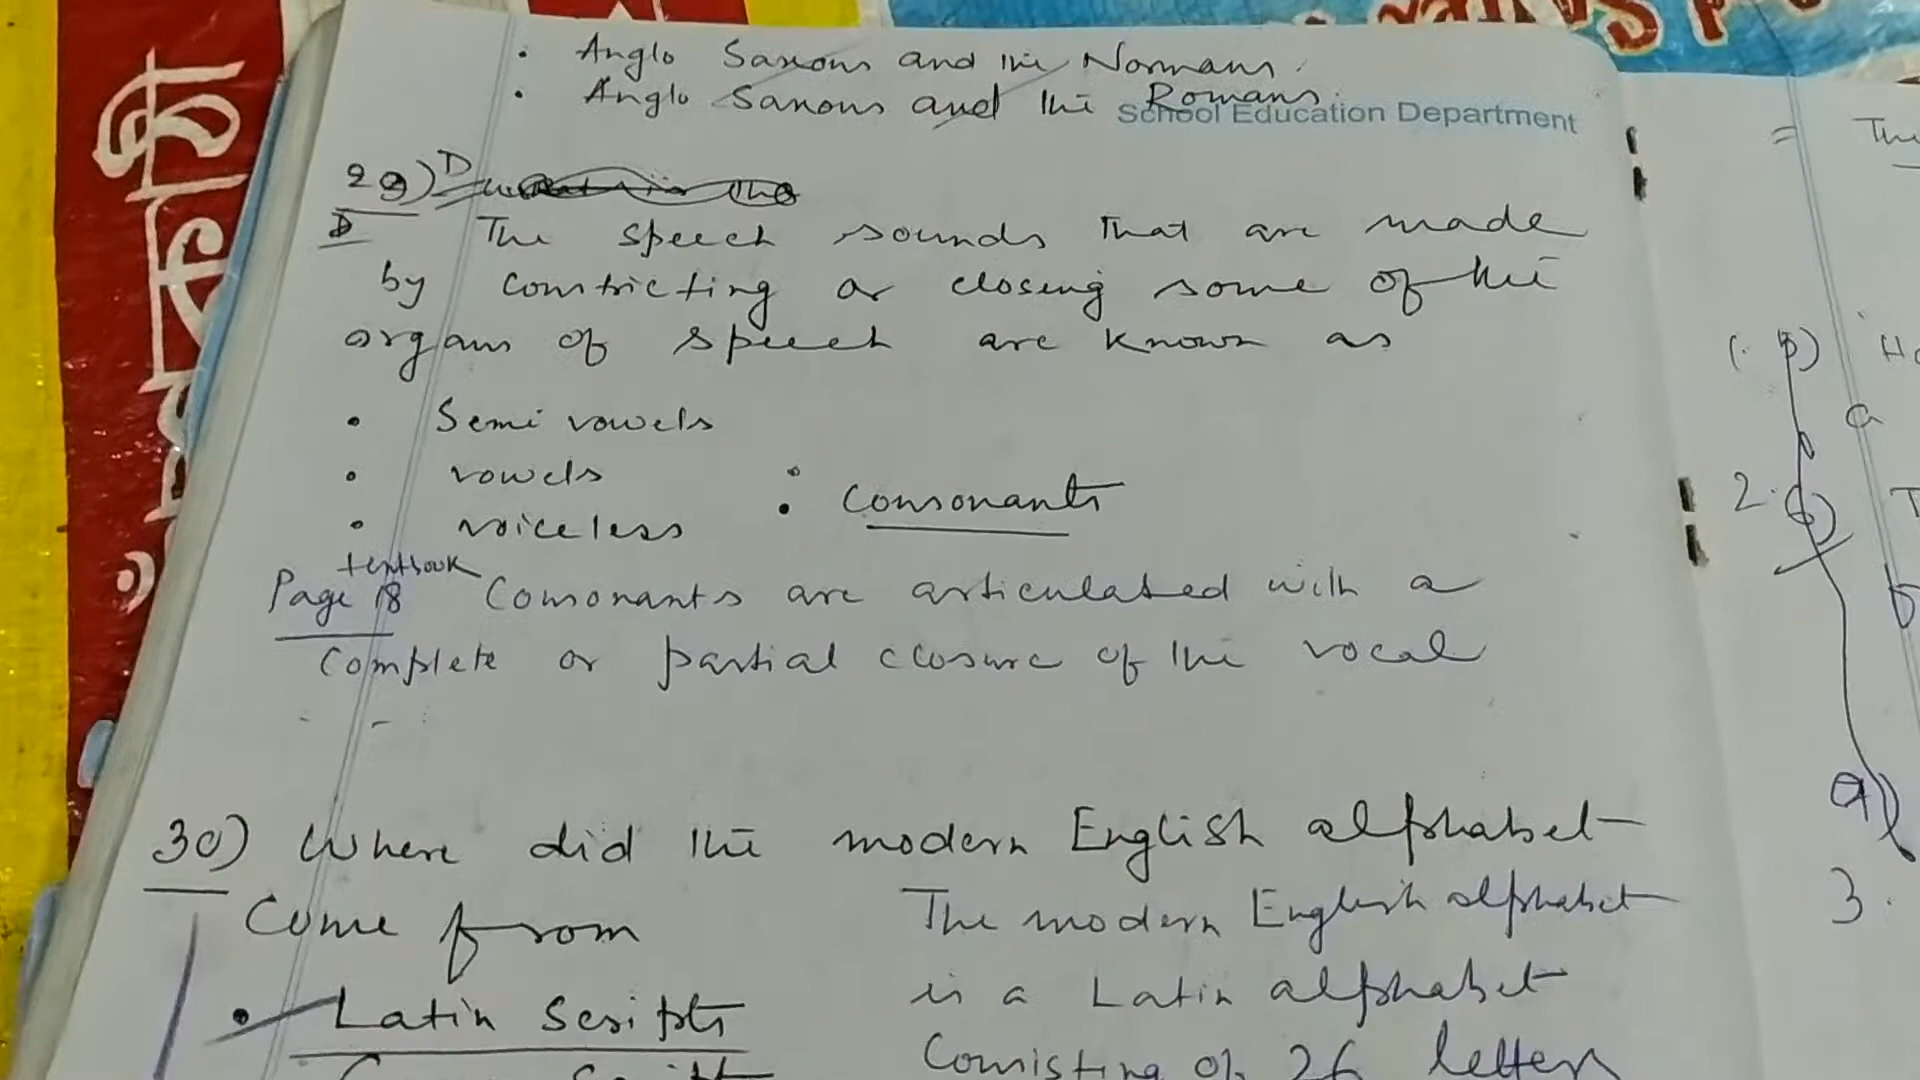 • Anglo Saxons and the Normans.
• Anglo Saxons and the Romans.
School Education Department
29) D
D The speech sounds that are made
by constricting or closing some of the
organs of speech are known as
• Semi vowels
• vowels
• voiceless
• consonants
textbook
Page 18 Consonants are articulated with a
complete or partial closure of the vocal
30) Where did the modern English alphabet
come from
• Latin Scripts
The modern English alphabet
is a Latin alphabet
consisting of 26 letters
= The
2.
a)
3.